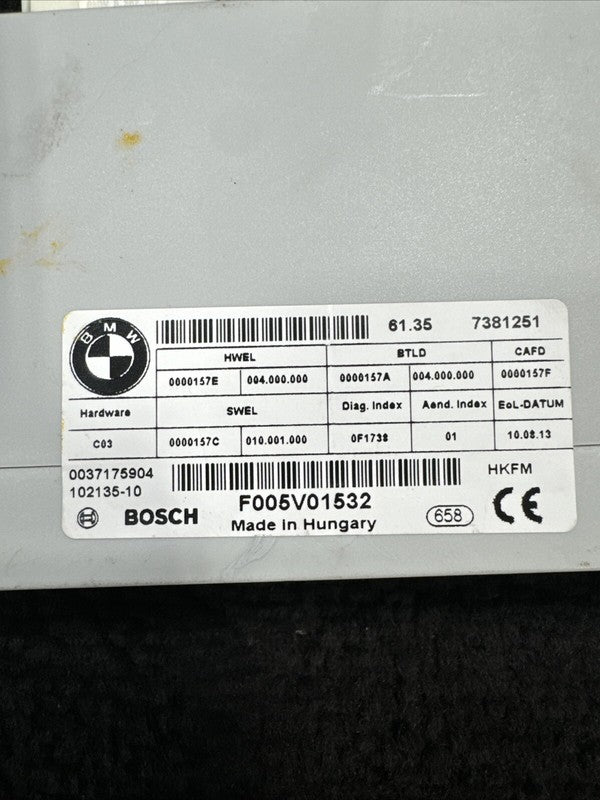 BMW
61.35 7381251
HWEL BTLD CAFD
0000157E 004.000.000 0000157A 004.000.000 0000157F
Hardware SWEL Diag. Index Aend. Index EoL-DATUM
C03 0000157C 010.001.000 0F1738 01 10.08.13
0037175904 HKFM
102135-10
F005V01532
BOSCH Made in Hungary 658 CE